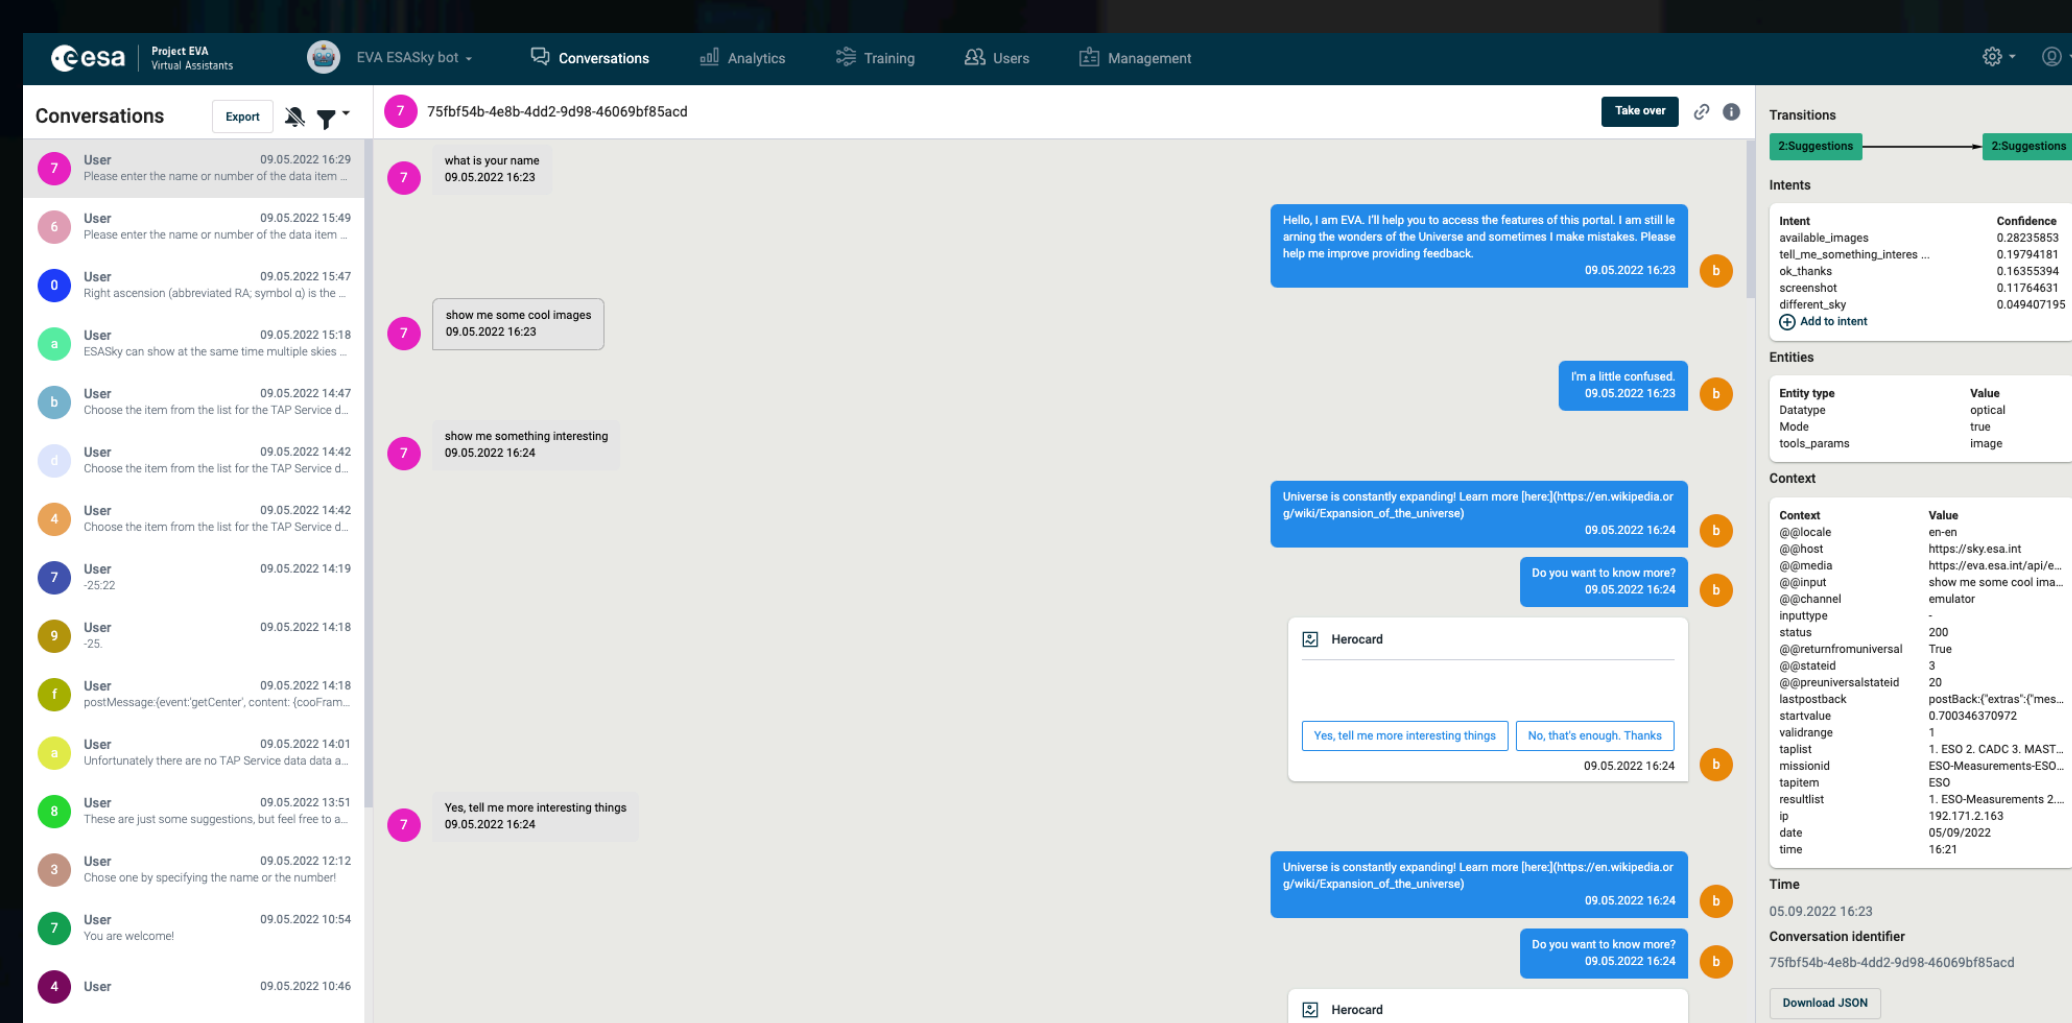 esa
Project EVA
Virtual Assistants
EVA ESASky bot
Conversations
Analytics
Training
Users
Management
Conversations
Export
7
User
09.05.2022 16:29
Please enter the name or number of the data item ...
6
User
09.05.2022 15:49
Please enter the name or number of the data item ...
0
User
09.05.2022 15:47
Right ascension (abbreviated RA; symbol α) is the ...
a
User
09.05.2022 15:18
ESASky can show at the same time multiple skies ...
b
User
09.05.2022 14:47
Choose the item from the list for the TAP Service d...
d
User
09.05.2022 14:42
Choose the item from the list for the TAP Service d...
4
User
09.05.2022 14:42
Choose the item from the list for the TAP Service d...
7
User
09.05.2022 14:19
-25:22
9
User
09.05.2022 14:18
-25.
f
User
09.05.2022 14:18
postMessage:{event:'getCenter', content: {cooFram...
a
User
09.05.2022 14:01
Unfortunately there are no TAP Service data data a...
8
User
09.05.2022 13:51
These are just some suggestions, but feel free to a...
3
User
09.05.2022 12:12
Chose one by specifying the name or the number!
7
User
09.05.2022 10:54
You are welcome!
4
User
09.05.2022 10:46
7
75fbf54b-4e8b-4dd2-9d98-46069bf85acd
Take over
7
what is your name
09.05.2022 16:23
Hello, I am EVA. I'll help you to access the features of this portal. I am still le
arning the wonders of the Universe and sometimes I make mistakes. Please
help me improve providing feedback.
09.05.2022 16:23
b
7
show me some cool images
09.05.2022 16:23
I'm a little confused.
09.05.2022 16:23
b
7
show me something interesting
09.05.2022 16:24
Universe is constantly expanding! Learn more [here:](https://en.wikipedia.or
g/wiki/Expansion_of_the_universe)
09.05.2022 16:24
b
Do you want to know more?
09.05.2022 16:24
b
Herocard
Yes, tell me more interesting things
No, that's enough. Thanks
09.05.2022 16:24
b
7
Yes, tell me more interesting things
09.05.2022 16:24
Universe is constantly expanding! Learn more [here:](https://en.wikipedia.or
g/wiki/Expansion_of_the_universe)
09.05.2022 16:24
b
Do you want to know more?
09.05.2022 16:24
b
Herocard
Transitions
2:Suggestions
2:Suggestions
Intents
Intent Confidence
available_images 0.28235853
tell_me_something_interes ... 0.19794181
ok_thanks 0.16355394
screenshot 0.11764631
different_sky 0.049407195
Add to intent
Entities
Entity type Value
Datatype optical
Mode true
tools_params image
Context
Context Value
@@locale en-en
@@host https://sky.esa.int
@@media https://eva.esa.int/api/e...
@@input show me some cool ima...
@@channel emulator
inputtype -
status 200
@@returnfromuniversal True
@@stateid 3
@@preuniversalstateid 20
lastpostback postBack:{"extras":{"mes...
startvalue 0.700346370972
validrange 1
taplist 1. ESO 2. CADC 3. MAST...
missionid ESO-Measurements-ESO...
tapitem ESO
resultlist 1. ESO-Measurements 2....
ip 192.171.2.163
date 05/09/2022
time 16:21
Time
05.09.2022 16:23
Conversation identifier
75fbf54b-4e8b-4dd2-9d98-46069bf85acd
Download JSON